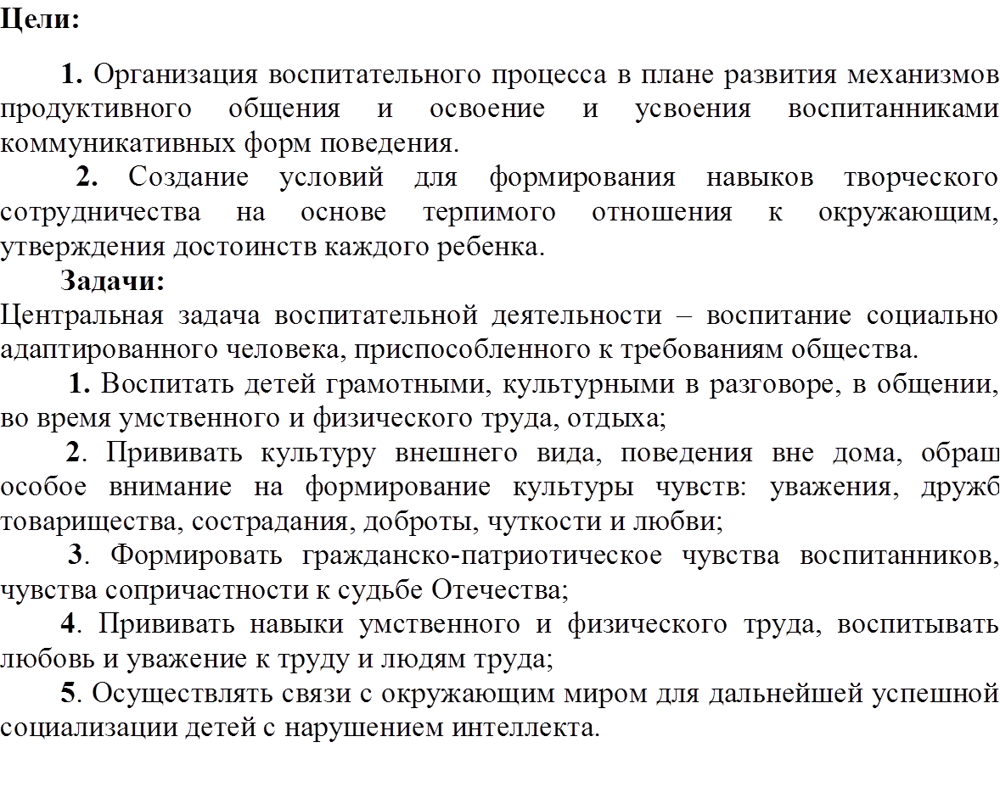 Цели:
1. Организация воспитательного процесса в плане развития механизмов
продуктивного общения и освоение и усвоения воспитанниками
коммуникативных форм поведения.
2. Создание условий для формирования навыков творческого
сотрудничества на основе терпимого отношения к окружающим,
утверждения достоинств каждого ребенка.
Задачи:
Центральная задача воспитательной деятельности – воспитание социально
адаптированного человека, приспособленного к требованиям общества.
1. Воспитать детей грамотными, культурными в разговоре, в общении,
во время умственного и физического труда, отдыха;
2. Прививать культуру внешнего вида, поведения вне дома, обращ
особое внимание на формирование культуры чувств: уважения, дружб
товарищества, сострадания, доброты, чуткости и любви;
3. Формировать гражданско-патриотическое чувства воспитанников,
чувства сопричастности к судьбе Отечества;
4. Прививать навыки умственного и физического труда, воспитывать
любовь и уважение к труду и людям труда;
5. Осуществлять связи с окружающим миром для дальнейшей успешной
социализации детей с нарушением интеллекта.